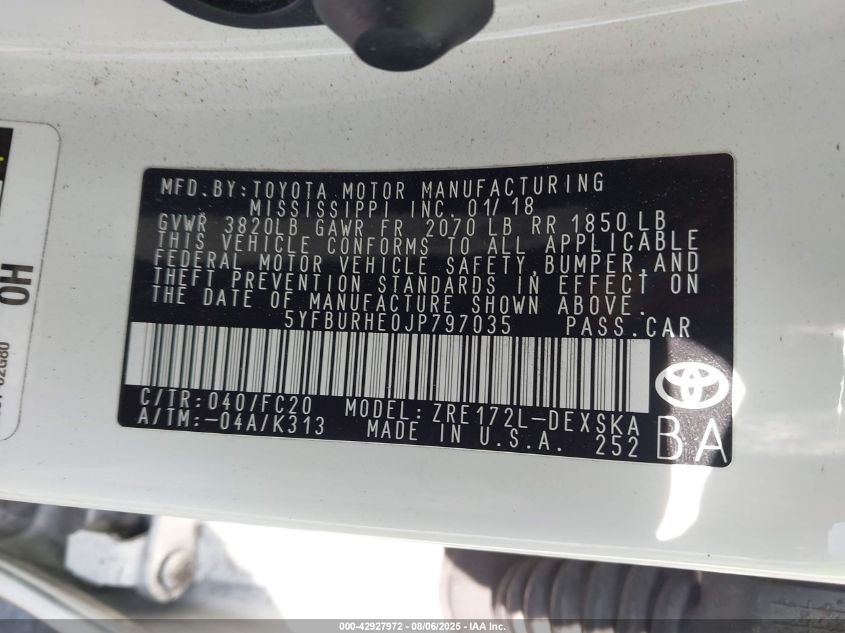 MFD. BY: TOYOTA MOTOR MANUFACTURING
MISSISSIPPI INC. 01/18
GVWR 3820LB GAWR FR 2070 LB RR 1850 LB
THIS VEHICLE CONFORMS TO ALL APPLICABLE
FEDERAL MOTOR VEHICLE SAFETY, BUMPER, AND
THEFT PREVENTION STANDARDS IN EFFECT ON
THE DATE OF MANUFACTURE SHOWN ABOVE.
5YFBURHE0JP797035 PASS. CAR
C/TR: 040/FC20 MODEL: ZRE172L-DEXSKA
A/TM: -04A/K313 MADE IN U.S.A. 252
BA
HO
02G80
000-42927972 - 08/06/2025 - IAA Inc.